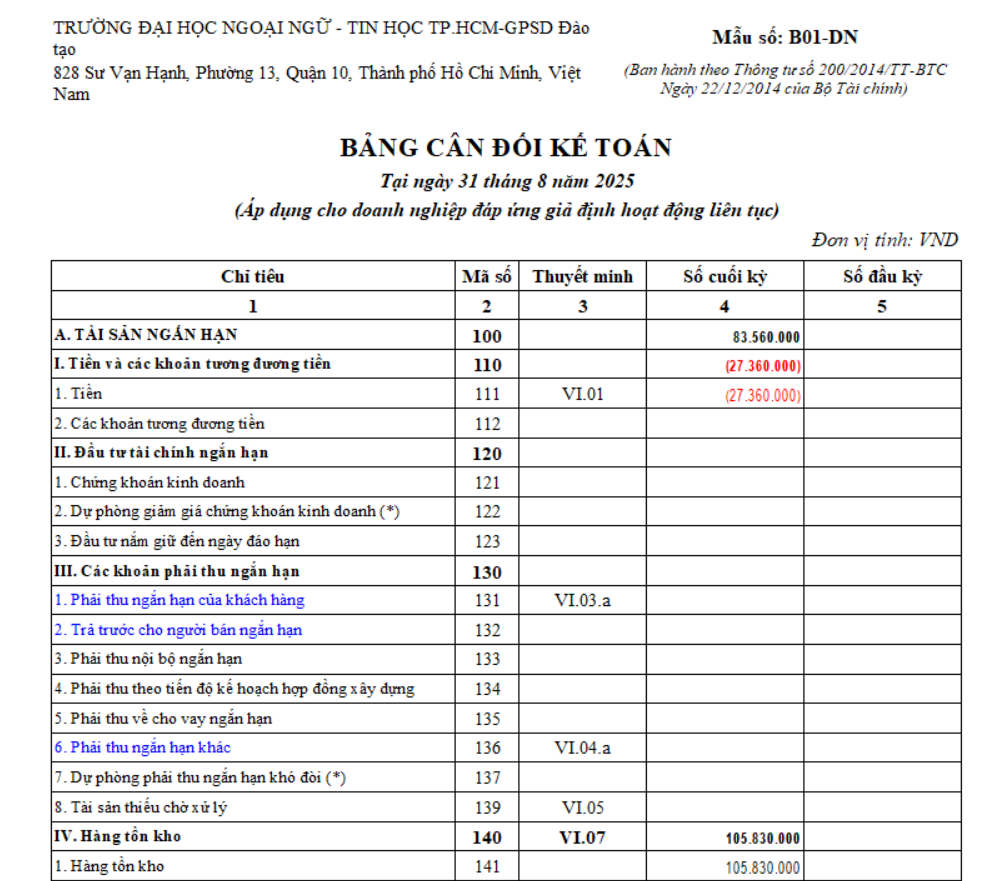 TRƯỜNG ĐẠI HỌC NGOẠI NGỮ - TIN HỌC TP.HCM-GPSD Đào
tạo
828 Sư Vạn Hạnh, Phường 13, Quận 10, Thành phố Hồ Chí Minh, Việt
Nam
Mẫu số: B01-DN
(Ban hành theo Thông tư số 200/2014/TT-BTC
Ngày 22/12/2014 của Bộ Tài chính)
BẢNG CÂN ĐỐI KẾ TOÁN
Tại ngày 31 tháng 8 năm 2025
(Áp dụng cho doanh nghiệp đáp ứng giả định hoạt động liên tục)
Đơn vị tính: VND
Chỉ tiêu Mã số Thuyết minh Số cuối kỳ Số đầu kỳ
1 2 3 4 5
A. TÀI SẢN NGẮN HẠN 100 83.560.000
I. Tiền và các khoản tương đương tiền 110 (27.360.000)
1. Tiền 111 VI.01 (27.360.000)
2. Các khoản tương đương tiền 112
II. Đầu tư tài chính ngắn hạn 120
1. Chứng khoán kinh doanh 121
2. Dự phòng giảm giá chứng khoán kinh doanh (*) 122
3. Đầu tư nắm giữ đến ngày đáo hạn 123
III. Các khoản phải thu ngắn hạn 130
1. Phải thu ngắn hạn của khách hàng 131 VI.03.a
2. Trả trước cho người bán ngắn hạn 132
3. Phải thu nội bộ ngắn hạn 133
4. Phải thu theo tiến độ kế hoạch hợp đồng xây dựng 134
5. Phải thu về cho vay ngắn hạn 135
6. Phải thu ngắn hạn khác 136 VI.04.a
7. Dự phòng phải thu ngắn hạn khó đòi (*) 137
8. Tài sản thiếu chờ xử lý 139 VI.05
IV. Hàng tồn kho 140 VI.07 105.830.000
1. Hàng tồn kho 141 105.830.000